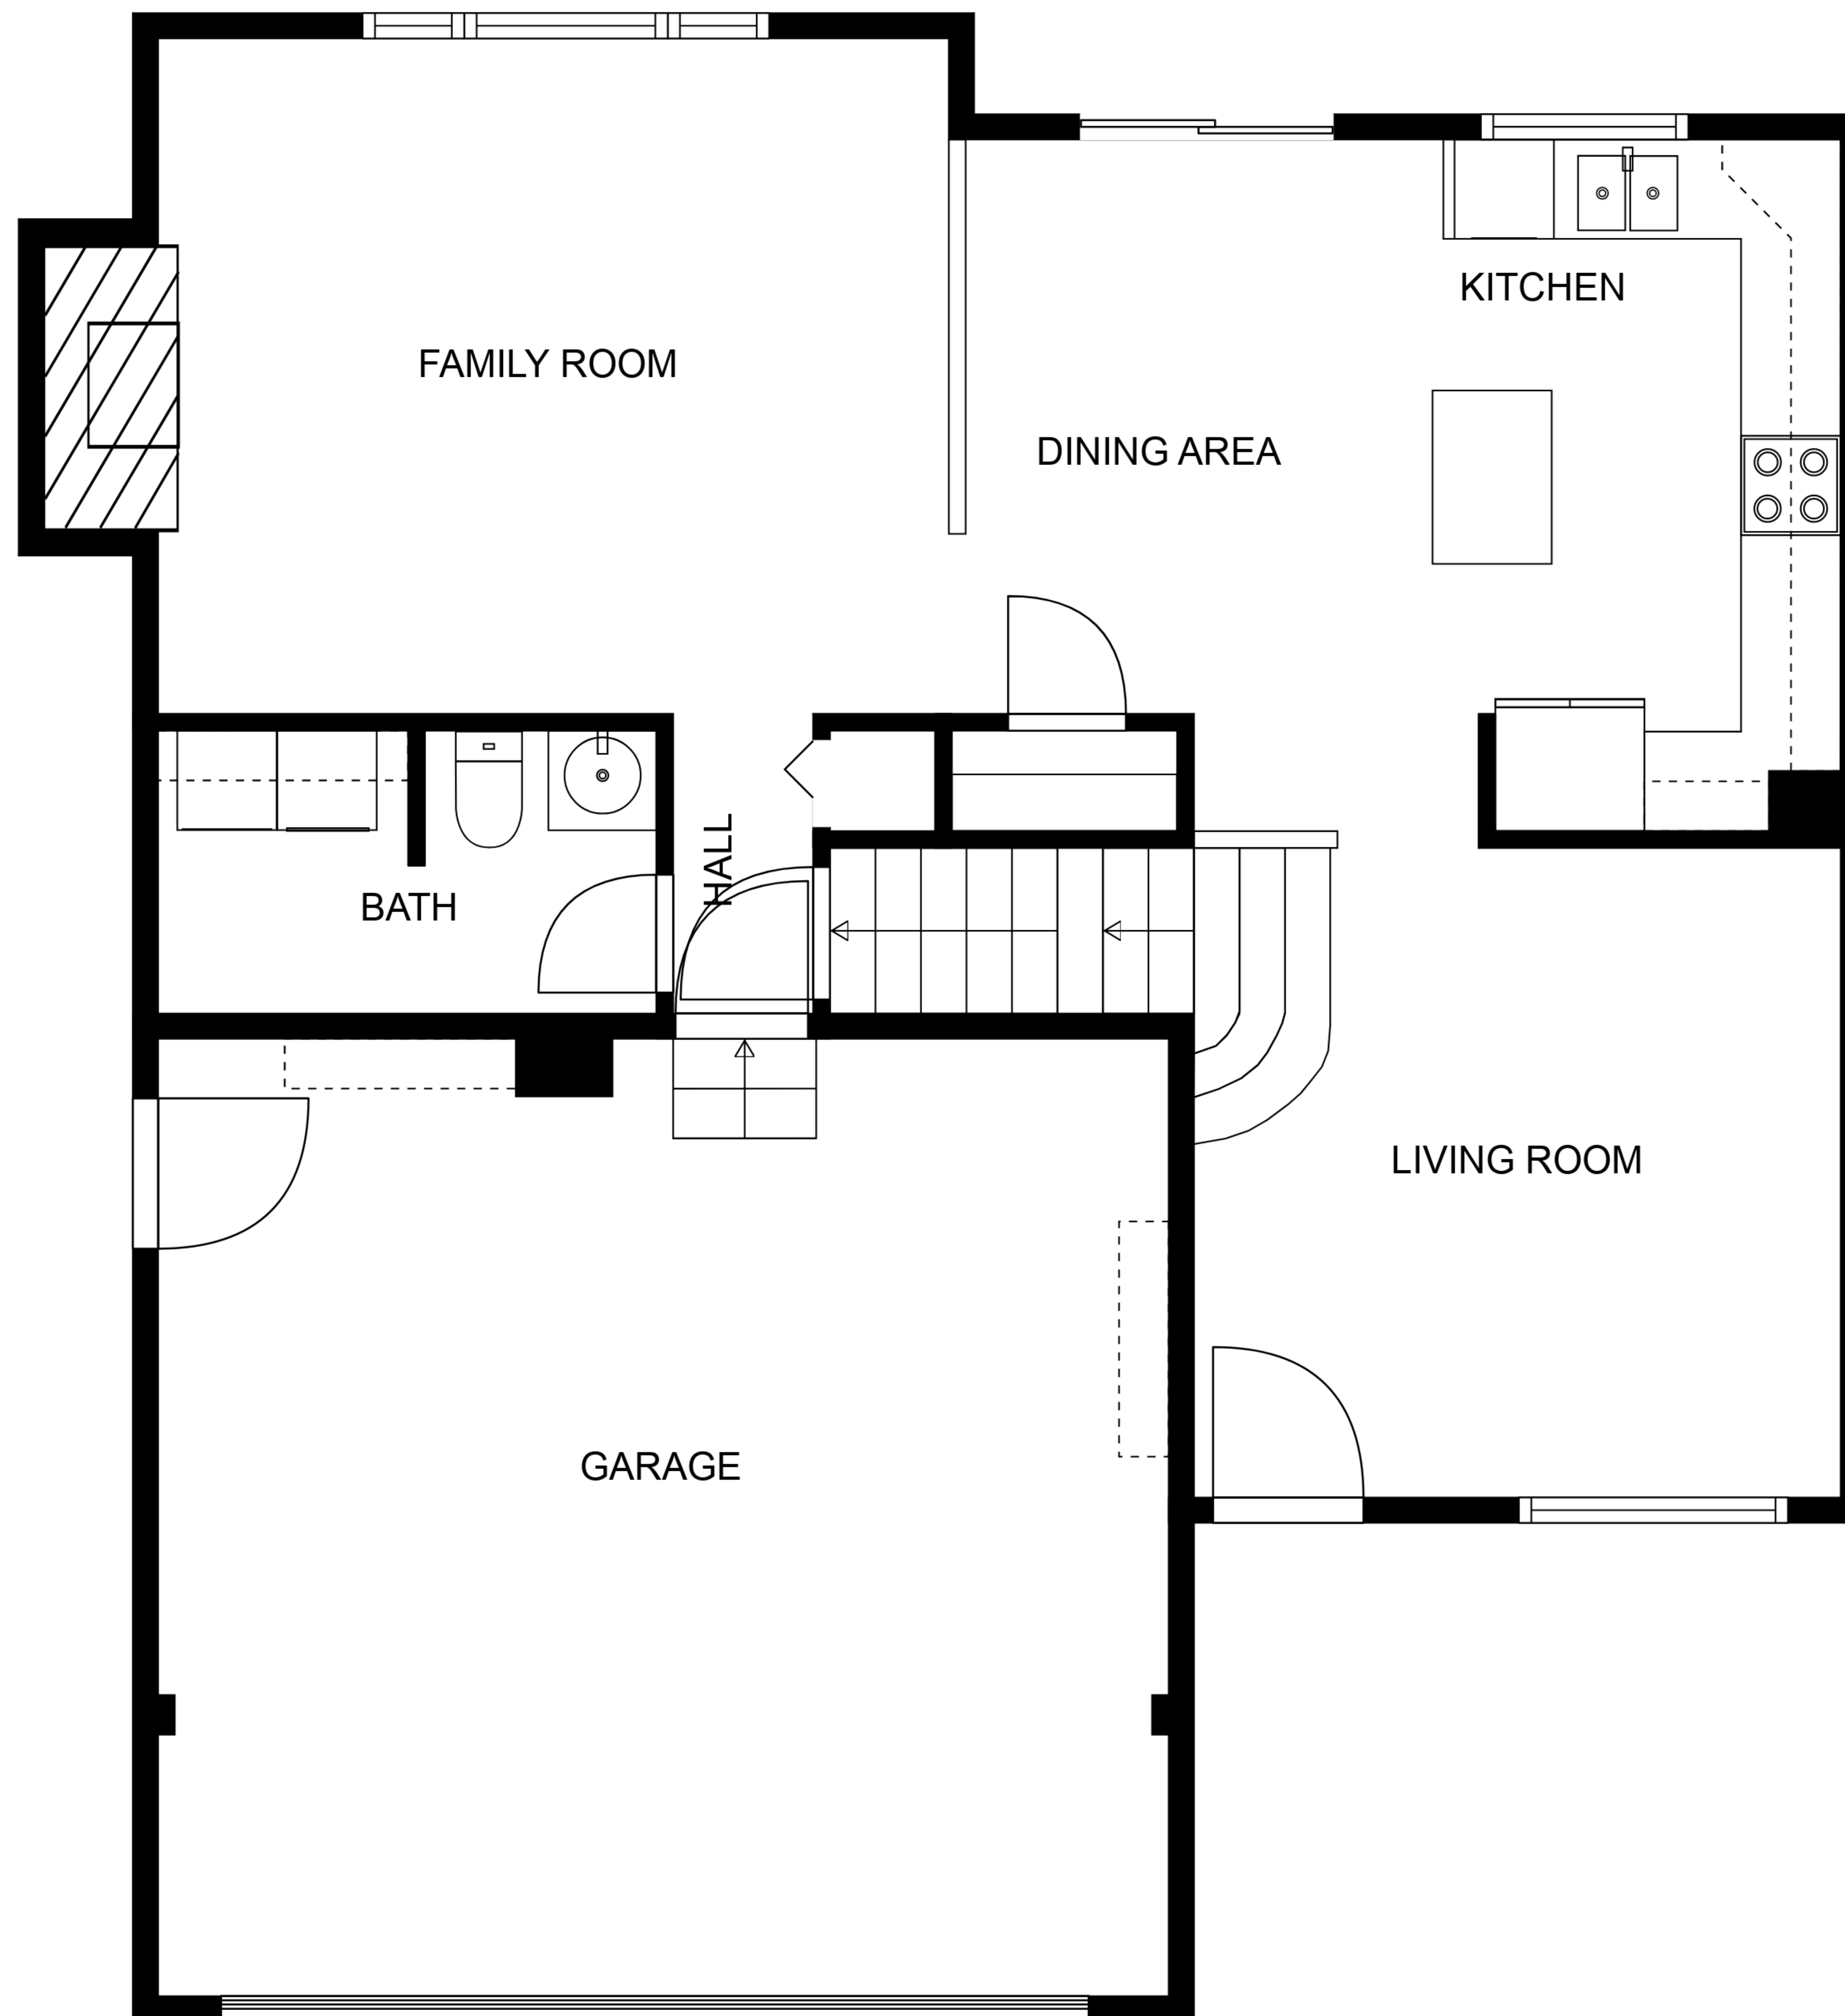 KITCHEN
FAMILY ROOM
DINING AREA
HALL
BATH
LIVING ROOM
GARAGE